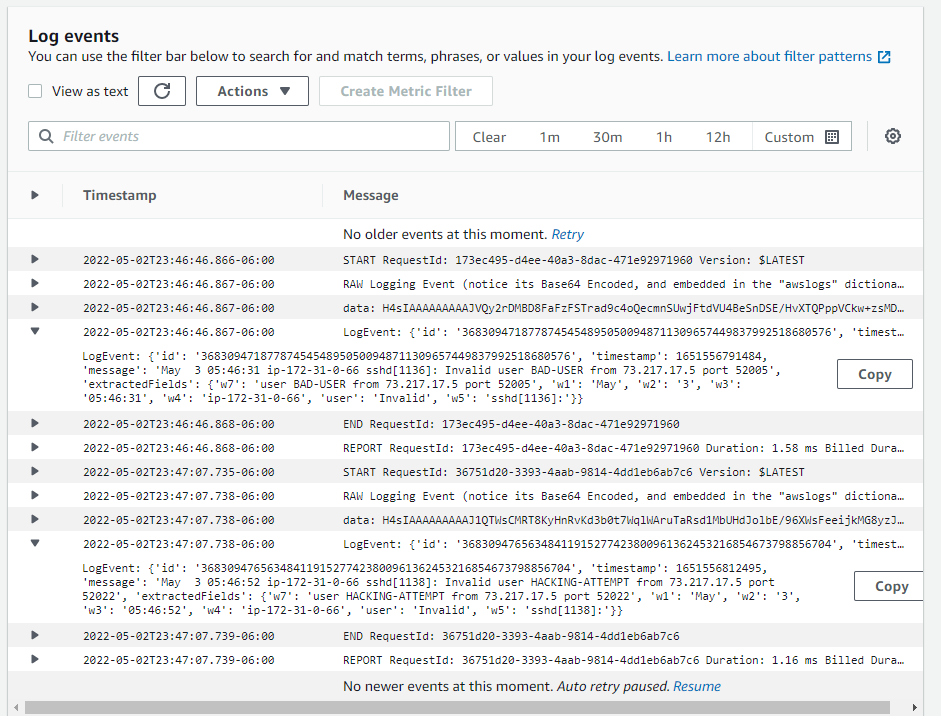 Log events
You can use the filter bar below to search for and match terms, phrases, or values in your log events. Learn more about filter patterns
View as text Actions Create Metric Filter
Filter events Clear 1m 30m 1h 12h Custom
Timestamp Message
No older events at this moment. Retry
2022-05-02T23:46:46.866-06:00 START RequestId: 173ec495-d4ee-40a3-8dac-471e92971960 Version: $LATEST
2022-05-02T23:46:46.867-06:00 RAW Logging Event (notice its Base64 Encoded, and embedded in the "awslogs" dictiona…
2022-05-02T23:46:46.867-06:00 data: H4sIAAAAAAAAAJVQy2rDMBD8FaFzFSTrad9c4oQecmnSUwjFtdVU4BeSnDSE/HvXTQPppVCkw+zsMD…
2022-05-02T23:46:46.867-06:00 LogEvent: {'id': '36830947187787454548950500948711309657449837992518680576', 'timest…
LogEvent: {'id': '36830947187787454548950500948711309657449837992518680576', 'timestamp': 1651556791484,
'message': 'May  3 05:46:31 ip-172-31-0-66 sshd[1136]: Invalid user BAD-USER from 73.217.17.5 port 52005',
'extractedFields': {'w7': 'user BAD-USER from 73.217.17.5 port 52005', 'w1': 'May', 'w2': '3', 'w3':
'05:46:31', 'w4': 'ip-172-31-0-66', 'user': 'Invalid', 'w5': 'sshd[1136]:'}}
Copy
2022-05-02T23:46:46.868-06:00 END RequestId: 173ec495-d4ee-40a3-8dac-471e92971960
2022-05-02T23:46:46.868-06:00 REPORT RequestId: 173ec495-d4ee-40a3-8dac-471e92971960 Duration: 1.58 ms Billed Dura…
2022-05-02T23:47:07.735-06:00 START RequestId: 36751d20-3393-4aab-9814-4dd1eb6ab7c6 Version: $LATEST
2022-05-02T23:47:07.738-06:00 RAW Logging Event (notice its Base64 Encoded, and embedded in the "awslogs" dictiona…
2022-05-02T23:47:07.738-06:00 data: H4sIAAAAAAAAAJ1QTWsCMRT8KyHnRvKd3b0t7WqlWAruTaRsd1MbUHdJolbE/96XWsFeeijkMG8yzJ…
2022-05-02T23:47:07.738-06:00 LogEvent: {'id': '36830947656348411915277423800961362453216854673798856704', 'timest…
LogEvent: {'id': '36830947656348411915277423800961362453216854673798856704', 'timestamp': 1651556812495,
'message': 'May  3 05:46:52 ip-172-31-0-66 sshd[1138]: Invalid user HACKING-ATTEMPT from 73.217.17.5 port
52022', 'extractedFields': {'w7': 'user HACKING-ATTEMPT from 73.217.17.5 port 52022', 'w1': 'May', 'w2': '3',
'w3': '05:46:52', 'w4': 'ip-172-31-0-66', 'user': 'Invalid', 'w5': 'sshd[1138]:'}}
Copy
2022-05-02T23:47:07.739-06:00 END RequestId: 36751d20-3393-4aab-9814-4dd1eb6ab7c6
2022-05-02T23:47:07.739-06:00 REPORT RequestId: 36751d20-3393-4aab-9814-4dd1eb6ab7c6 Duration: 1.16 ms Billed Dura…
No newer events at this moment. Auto retry paused. Resume